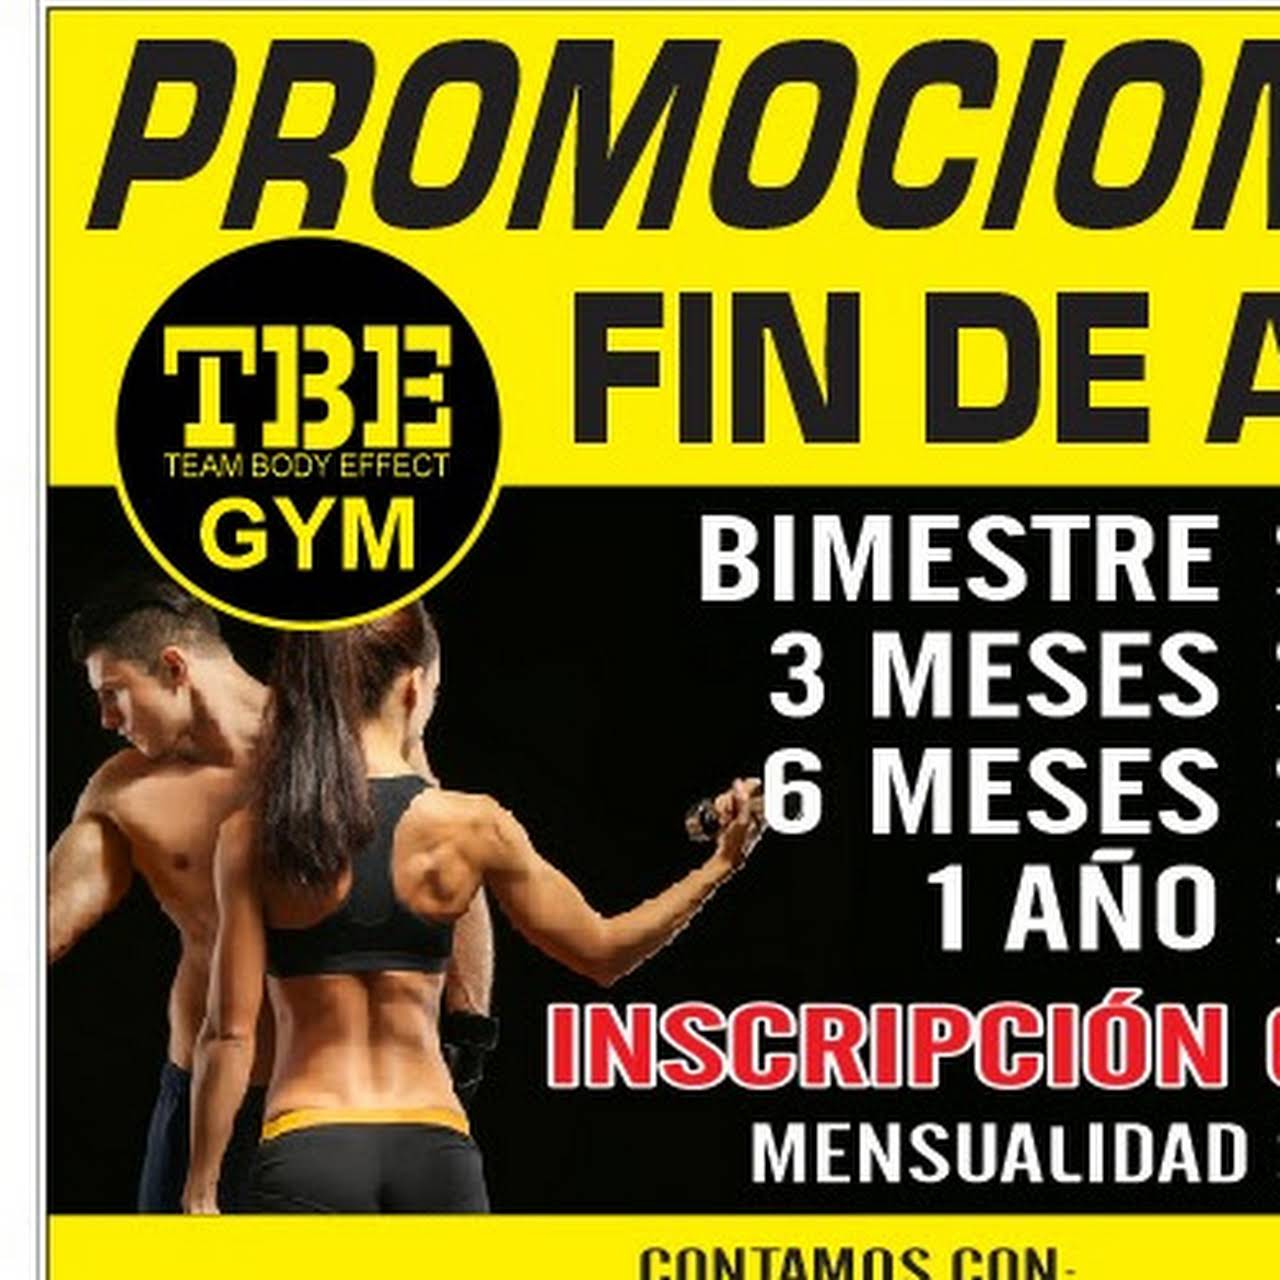 PROMOCION
FIN DE A
TBE
TEAM BODY EFFECT
GYM
BIMESTRE
3 MESES
6 MESES
1 AÑO
INSCRIPCIÓN
MENSUALIDAD
CONTAMOS CON: